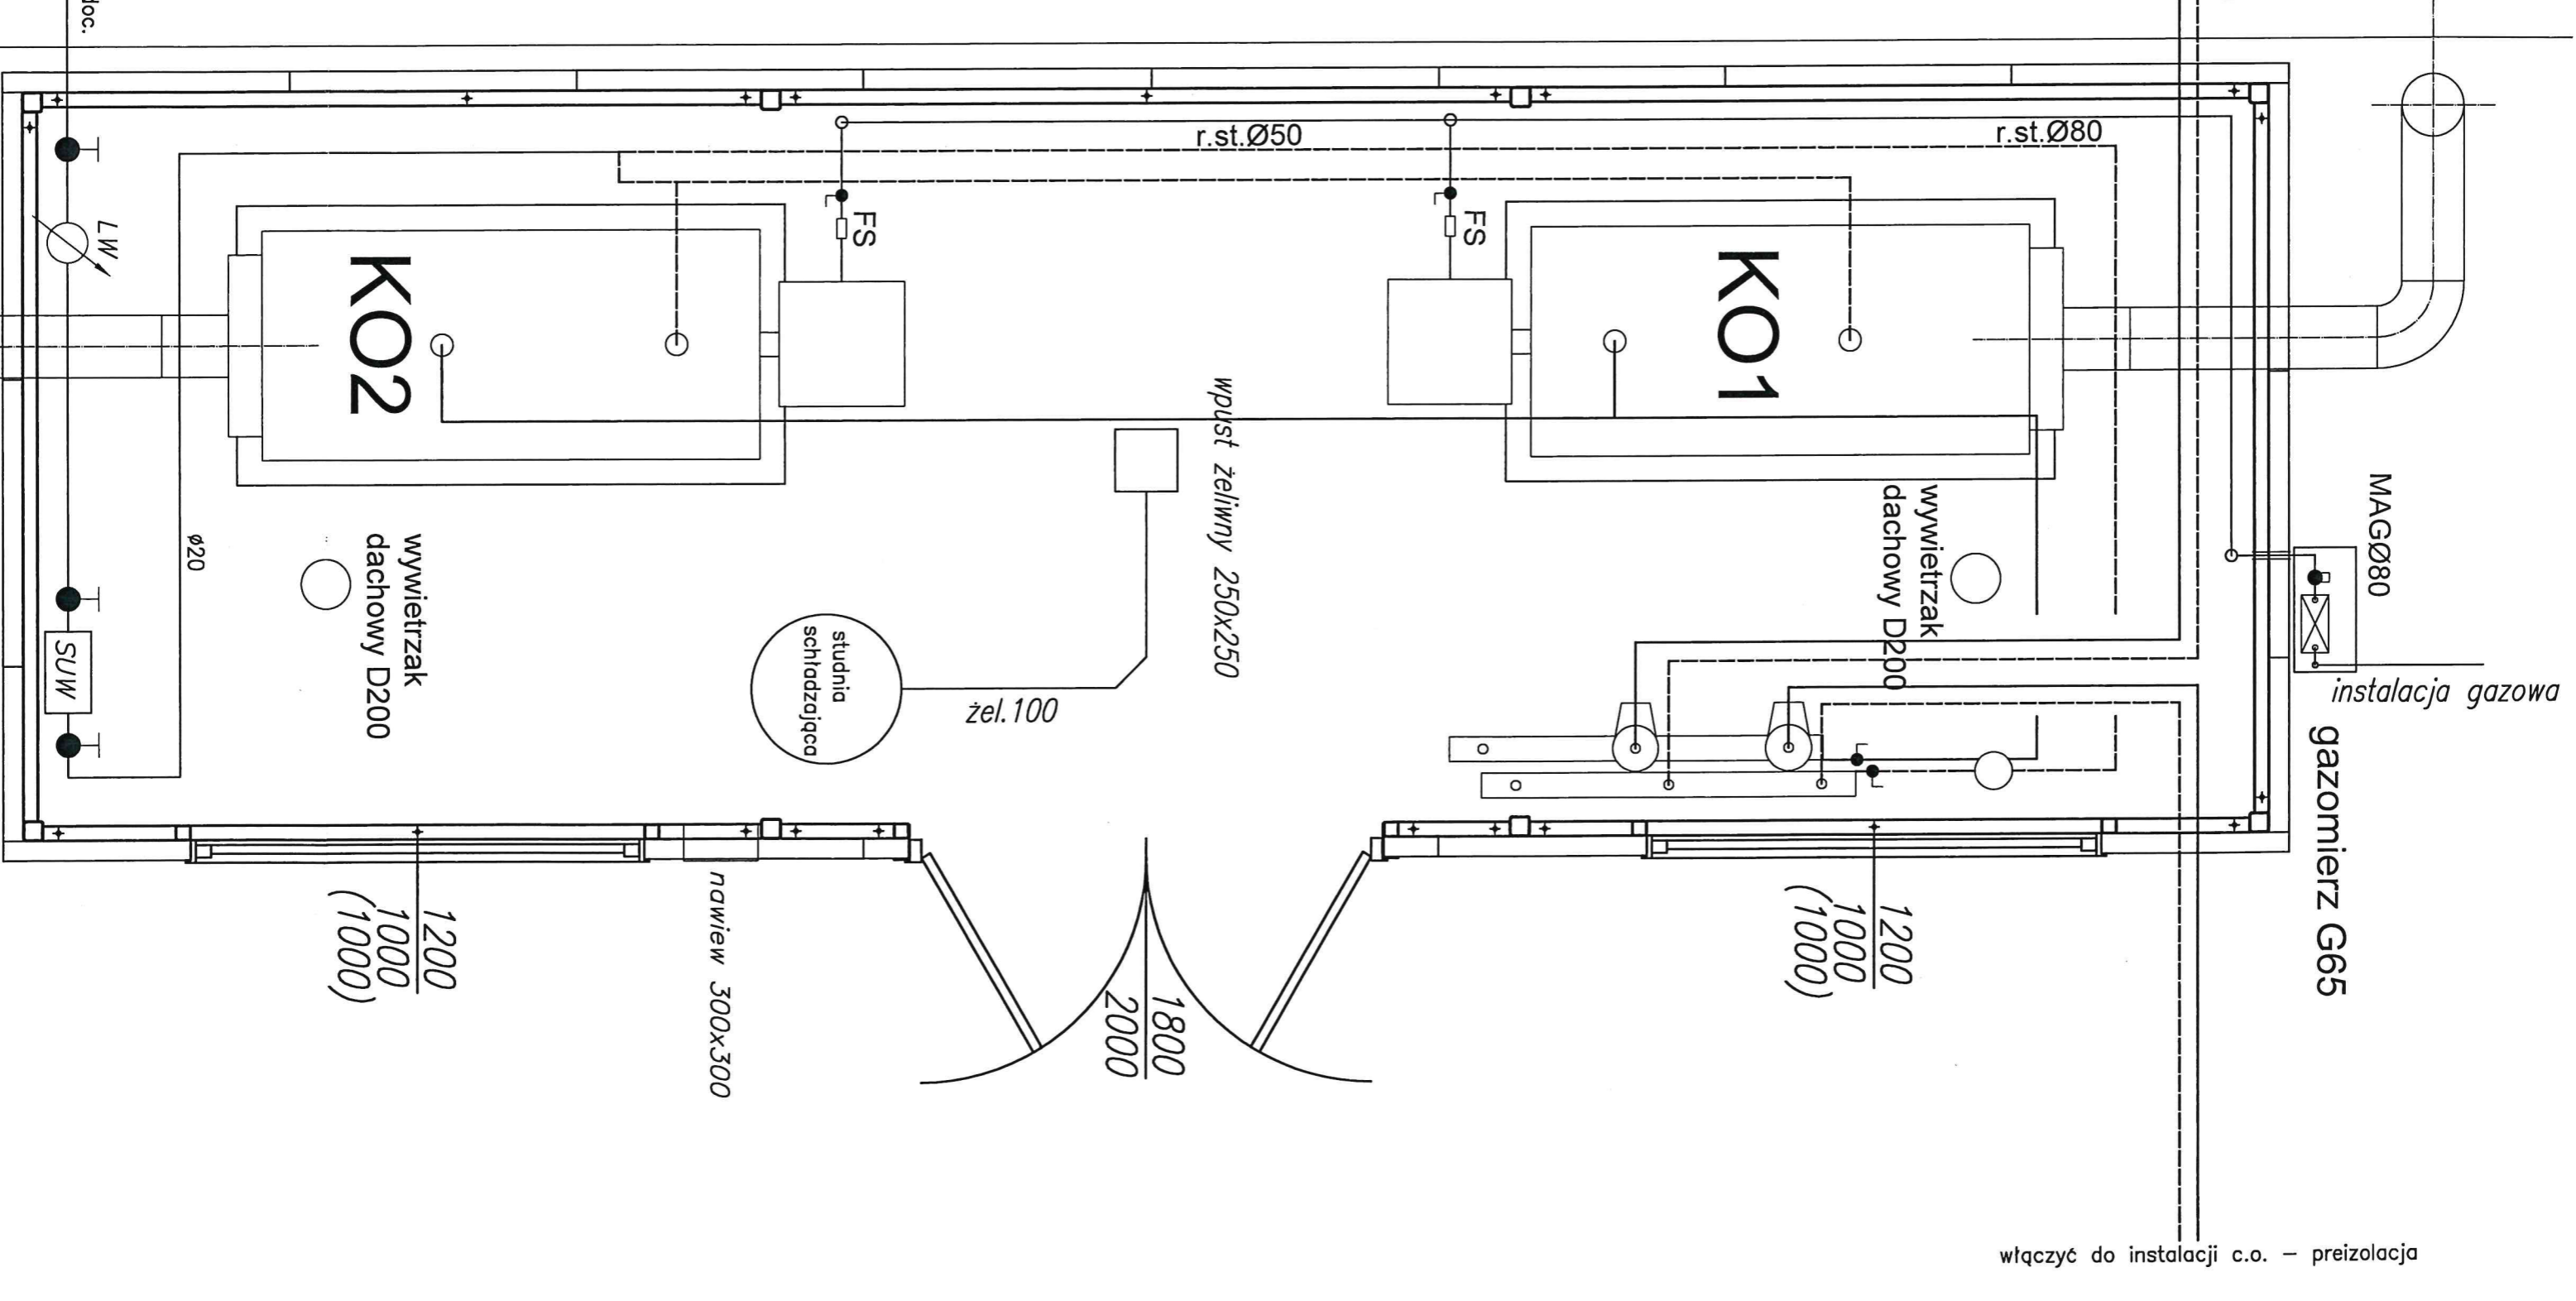 doc.
r.st.Ø50
r.st.Ø80
LW
FS
FS
KO2
KO1
wpust żeliwny 250x250
wywietrzak
dachowy D200
MAGØ80
ø20
wywietrzak
dachowy D200
studnia
schładzająca
SUW
żel.100
instalacja gazowa
gazomierz G65
nawiew 300x300
1200
1000
(1000)
1200
1000
(1000)
1800
2000
włączyć do instalacji c.o. – preizolacja